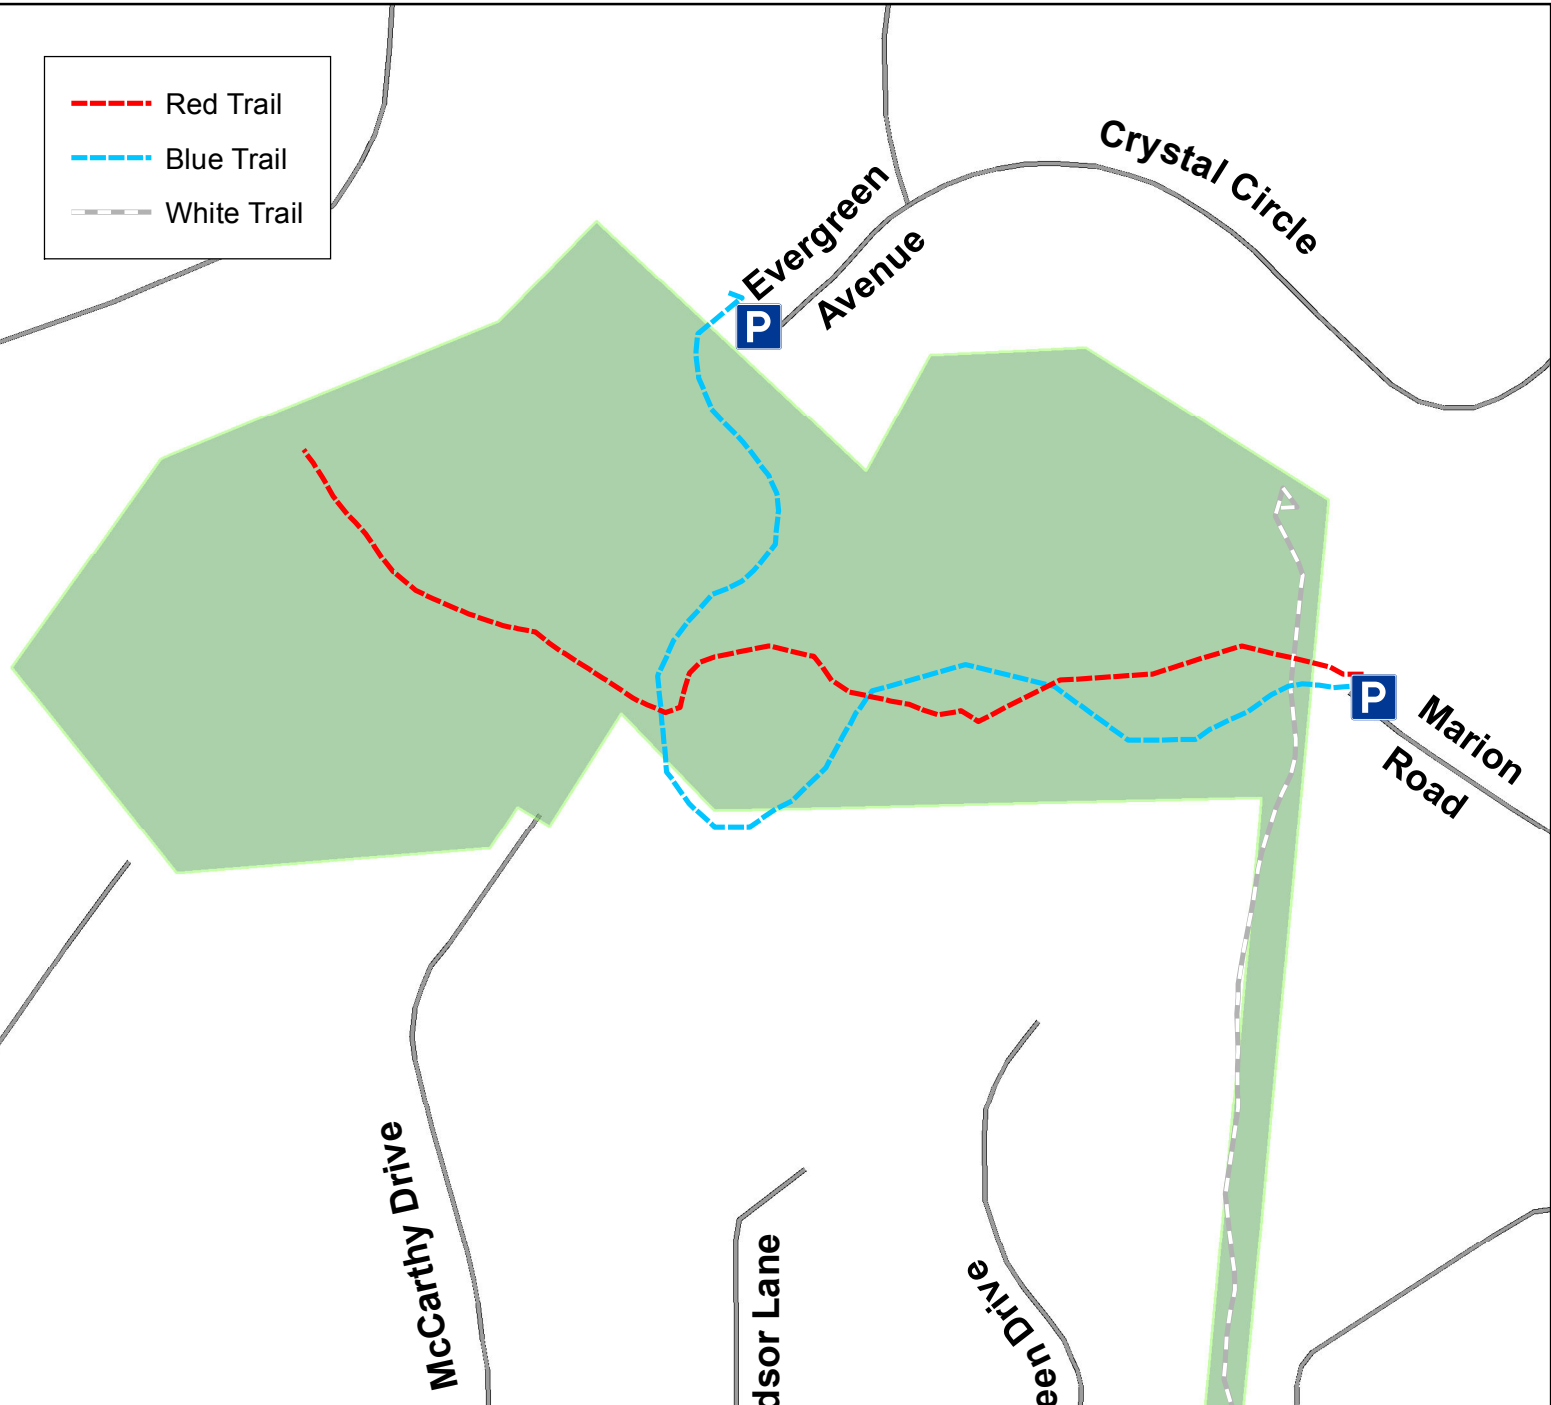 Red Trail
Blue Trail
White Trail
Crystal Circle
Evergreen
Avenue
P
P
Marion
Road
McCarthy Drive
dsor Lane
een Drive